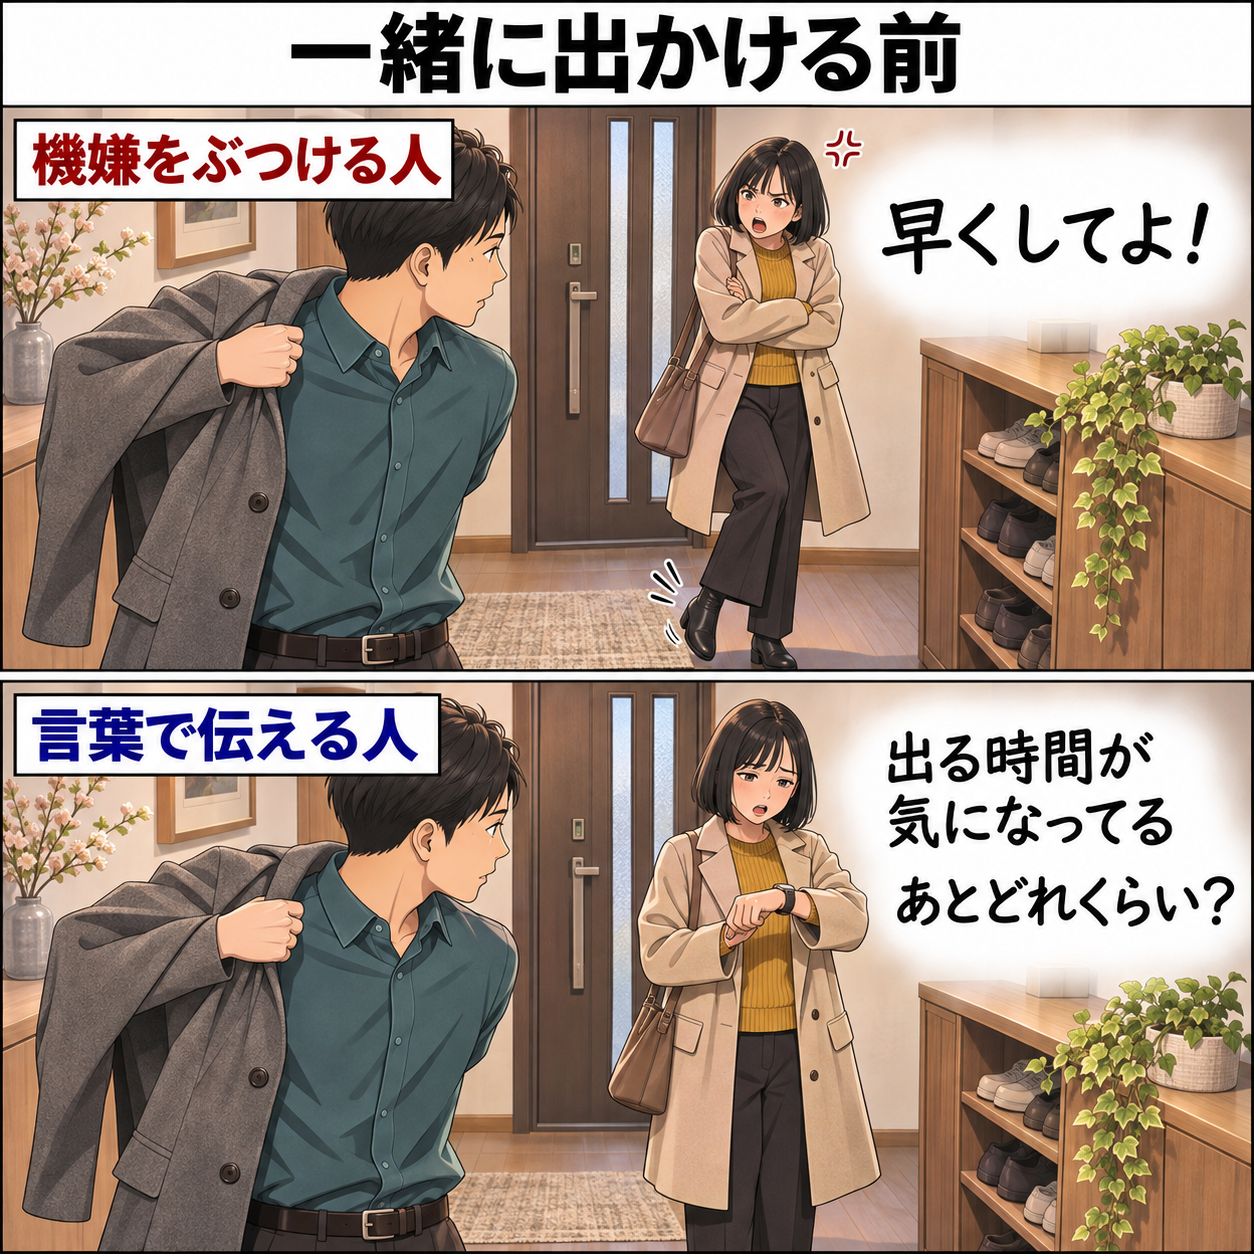 一緒に出かける前
機嫌をぶつける人
早くしてよ!
言葉で伝える人
出る時間が
気になってる
あとどれくらい?